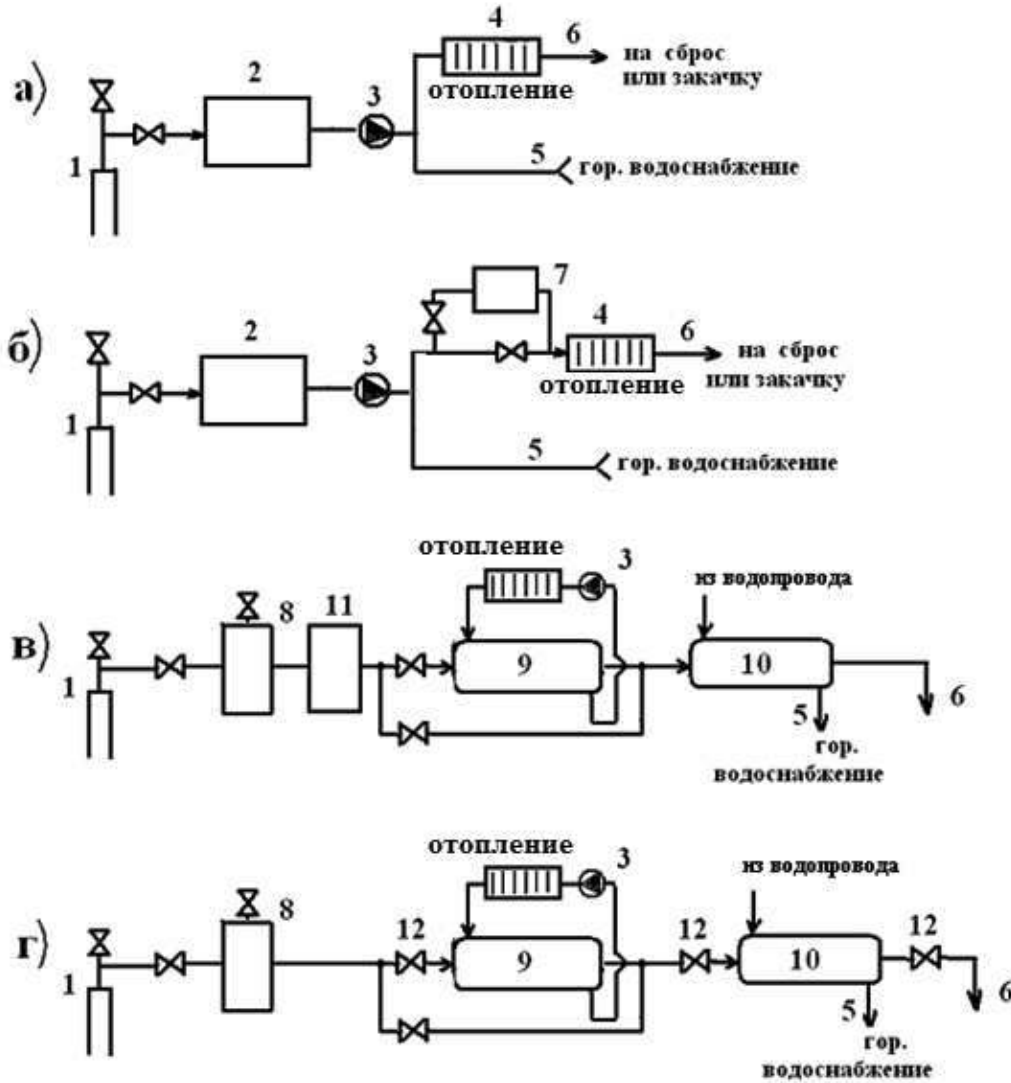 а)
1
2
3
4
отопление
6
на сброс
или закачку
5
гор. водоснабжение
б)
1
2
3
7
4
отопление
6
на сброс
или закачку
5
гор. водоснабжение
в)
1
8
11
отопление
3
9
из водопровода
10
5
гор.
водоснабжение
6
г)
1
8
12
отопление
3
9
12
из водопровода
10
12
5
гор.
водоснабжение
6